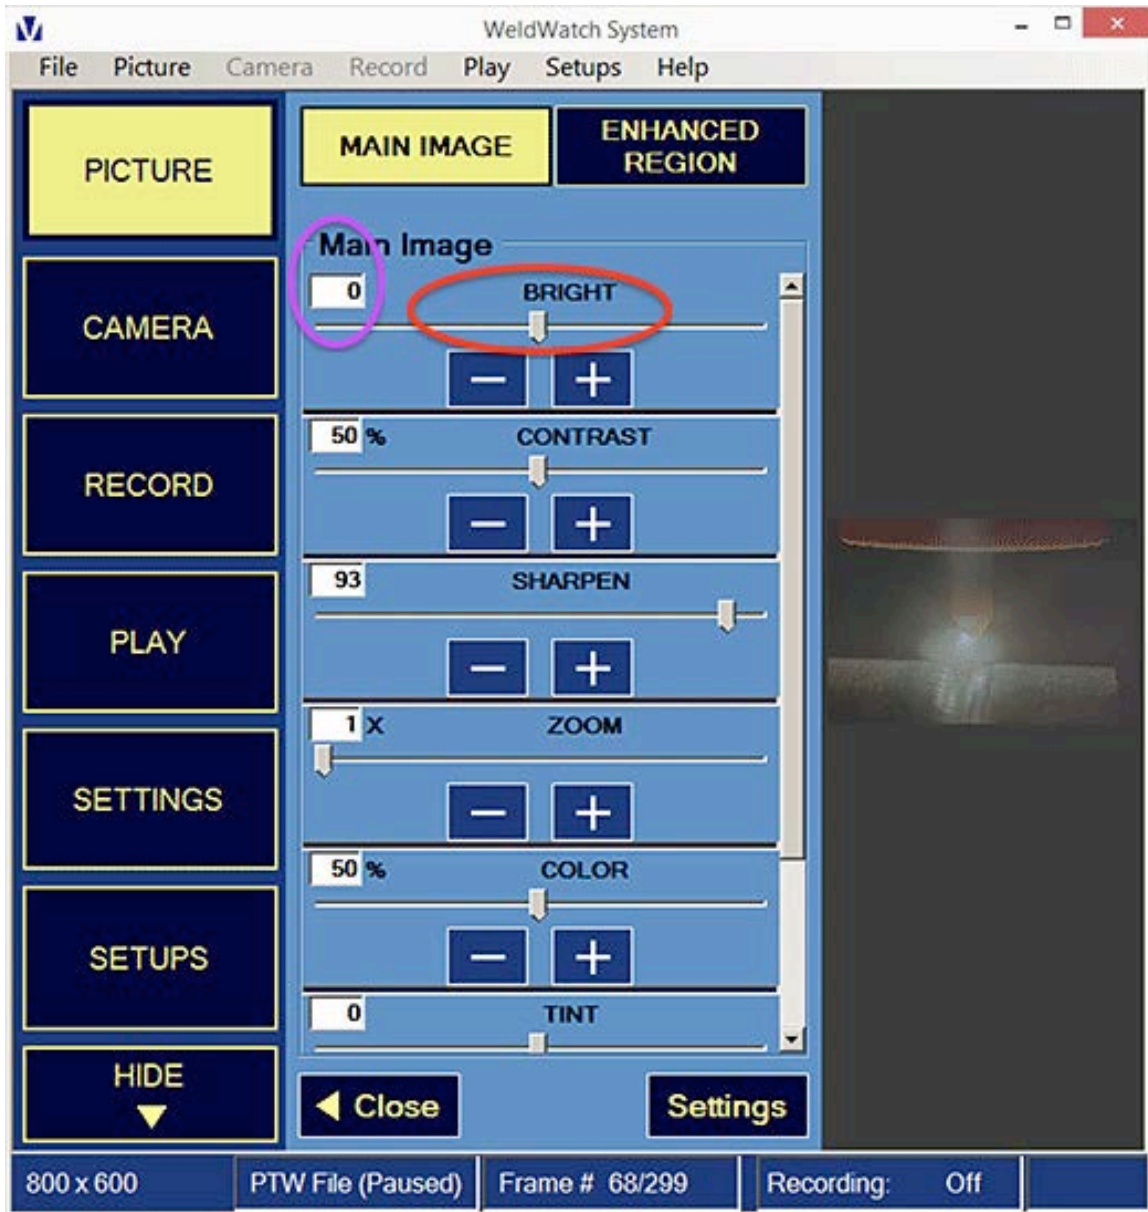 WeldWatch System
File Picture Camera Record Play Setups Help
PICTURE
CAMERA
RECORD
PLAY
SETTINGS
SETUPS
HIDE
MAIN IMAGE
ENHANCED
REGION
Main Image
0 BRIGHT
− +
50 % CONTRAST
− +
93 SHARPEN
− +
1 X ZOOM
− +
50 % COLOR
− +
0 TINT
Close
Settings
800 x 600 PTW File (Paused) Frame # 68/299 Recording: Off